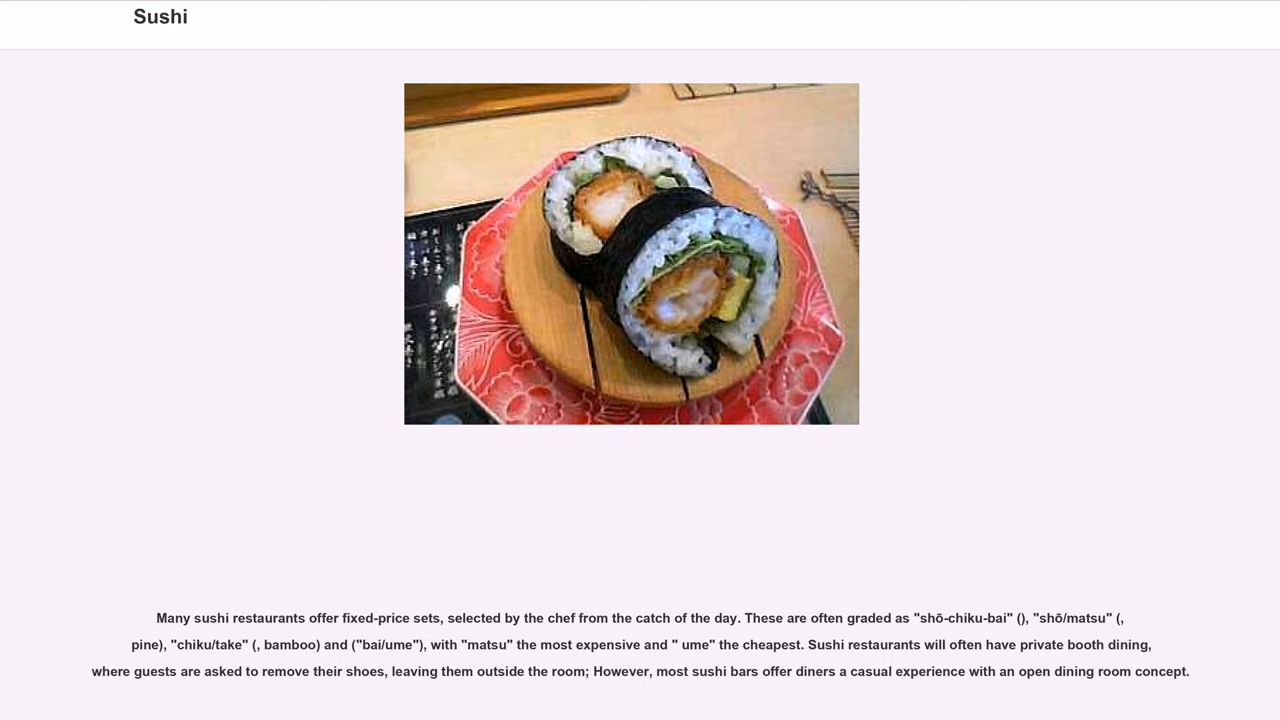 Sushi
Many sushi restaurants offer fixed-price sets, selected by the chef from the catch of the day. These are often graded as "shō-chiku-bai" (), "shō/matsu" (,
pine), "chiku/take" (, bamboo) and ("bai/ume"), with "matsu" the most expensive and " ume" the cheapest. Sushi restaurants will often have private booth dining,
where guests are asked to remove their shoes, leaving them outside the room; However, most sushi bars offer diners a casual experience with an open dining room concept.